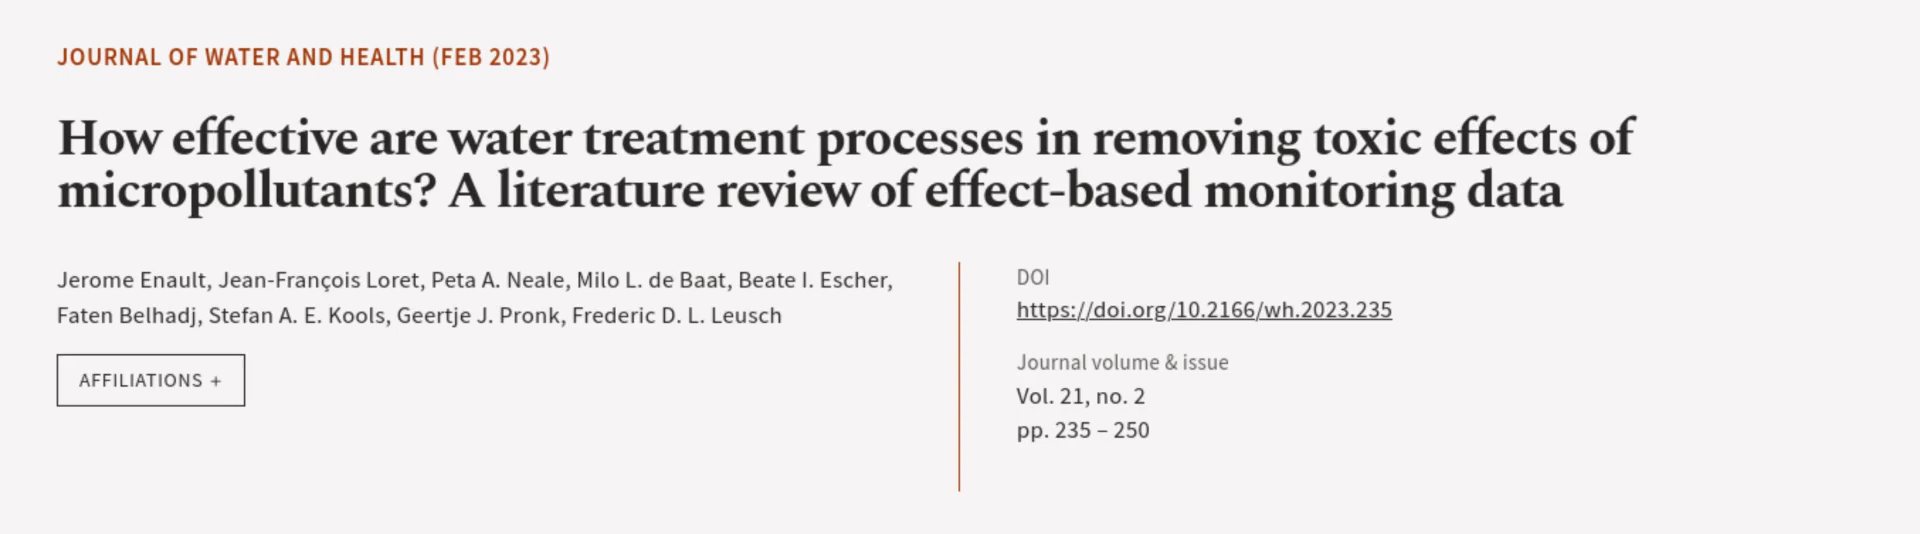 JOURNAL OF WATER AND HEALTH (FEB 2023)
How effective are water treatment processes in removing toxic effects of
micropollutants? A literature review of effect-based monitoring data
Jerome Enault, Jean-François Loret, Peta A. Neale, Milo L. de Baat, Beate I. Escher,
Faten Belhadj, Stefan A. E. Kools, Geertje J. Pronk, Frederic D. L. Leusch
AFFILIATIONS +
DOI
https://doi.org/10.2166/wh.2023.235
Journal volume & issue
Vol. 21, no. 2
pp. 235 – 250